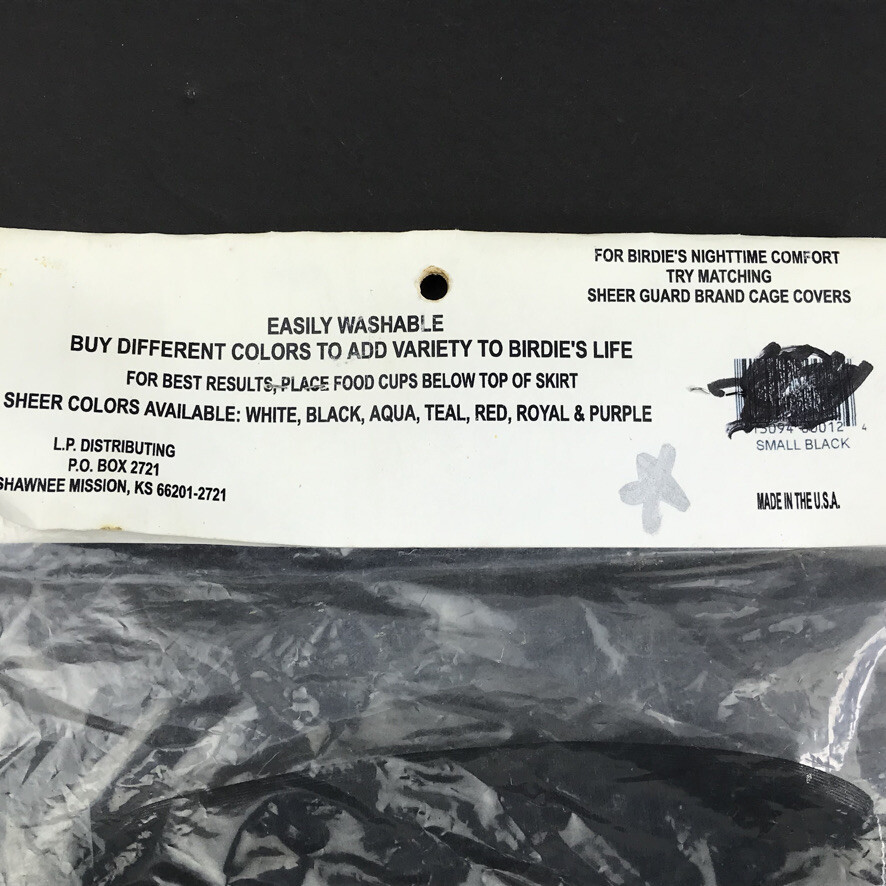 FOR BIRDIE'S NIGHTTIME COMFORT
TRY MATCHING
SHEER GUARD BRAND CAGE COVERS
EASILY WASHABLE
BUY DIFFERENT COLORS TO ADD VARIETY TO BIRDIE'S LIFE
FOR BEST RESULTS, PLACE FOOD CUPS BELOW TOP OF SKIRT
SHEER COLORS AVAILABLE: WHITE, BLACK, AQUA, TEAL, RED, ROYAL & PURPLE
L.P. DISTRIBUTING
P.O. BOX 2721
SHAWNEE MISSION, KS 66201-2721
4
SMALL BLACK
MADE IN THE U.S.A.